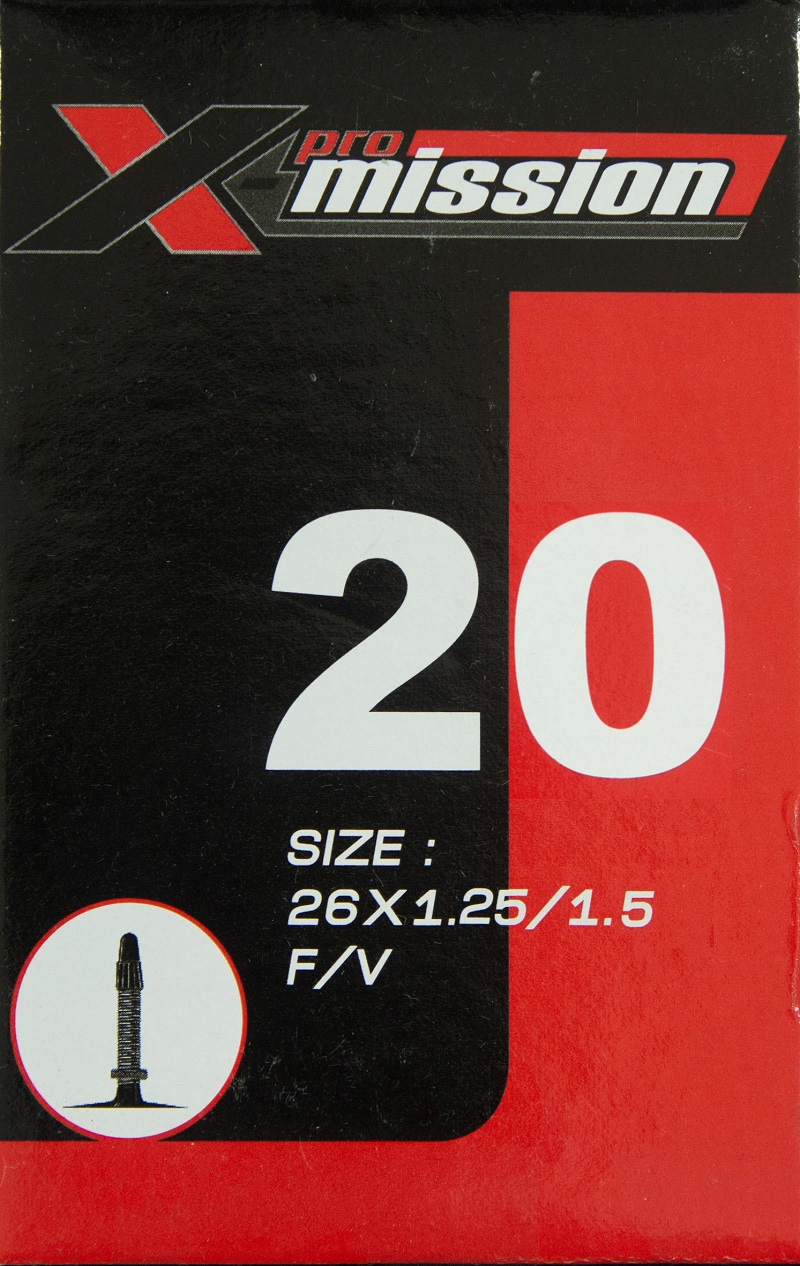 X-pro mission
20
SIZE :
26X1.25/1.5
F/V